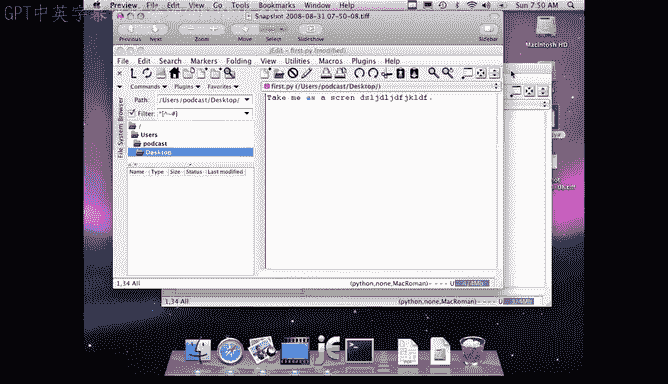 GPT中英字幕
Preview File Edit View Go Tools Bookmarks Window Help
Sun 7:50 AM
Snapshot 2008-08-31 07-50-08.tiff
Previous Next Zoom Move Select Slideshow Sidebar
jEdit - first.py (modified)
File Edit Search Markers Folding View Utilities Macros Plugins Help
Commands Plugins Favorites
Path: /Users/podcast/Desktop/
Filter: *[^~#]
File System Browser
/
Users
podcast
Desktop
Name Type Size Status Last modified
first.py (/Users/podcast/Desktop/)
Take me as a scren dsljdljdfjkldf.
1,34 All
(python,none,MacRoman)- - - - U
1,34 All
(python,none,MacRoman)- - - - U
Macintosh HD